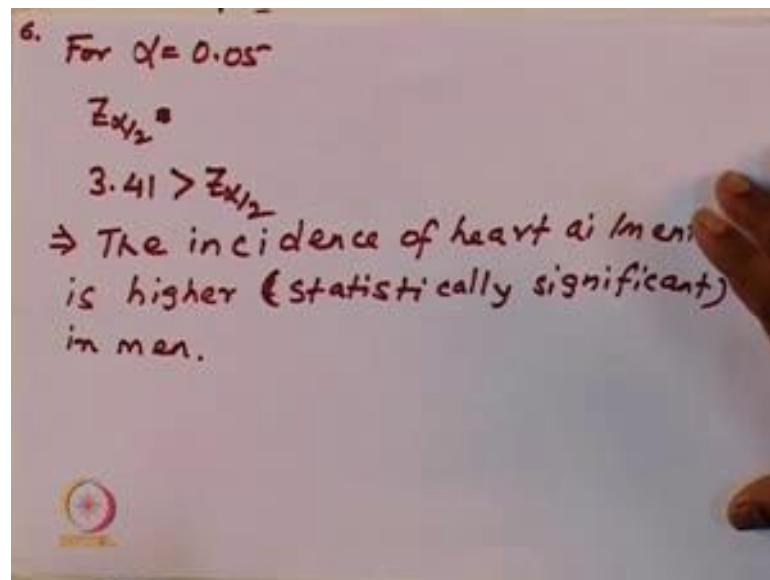 6.
For α = 0.05
Zα/2 =
3.41 > Zα/2
⇒ The incidence of heart ailment
is higher (statistically significant)
in men.